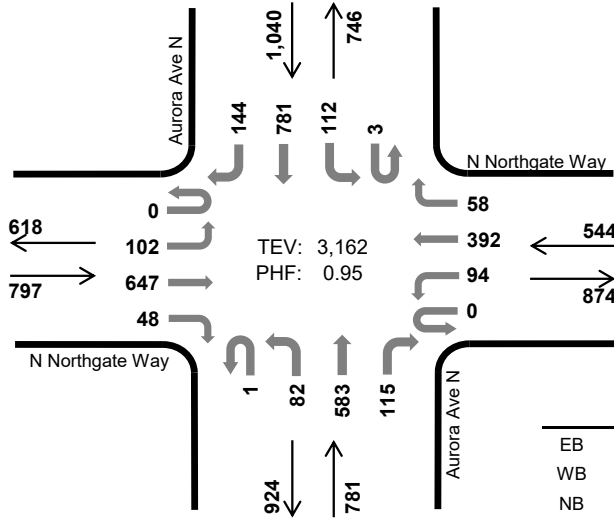 1,040
746
Aurora Ave N
144
781
112
3
N Northgate Way
0
58
618
102
TEV: 3,162
392
544
797
647
PHF: 0.95
94
874
48
0
N Northgate Way
1
82
583
115
Aurora Ave N
924
781
EB
WB
NB